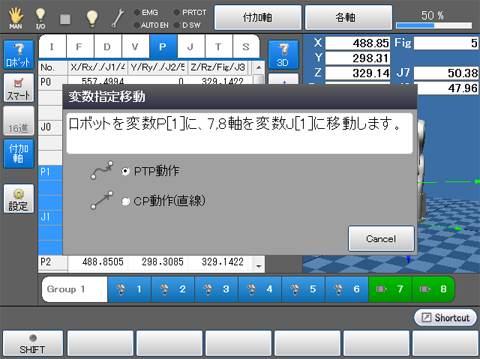 MAN
I/O
EMG
AUTO EN
PRTCT
D SW
付加軸
各軸
50 %
ロボット
スマート
16進
付加軸
設定
I F D V P J T S
3D
No. X/Rx/./J1/4 Y/Ry/./J2/5 Z/Rz/Fig/J3
P0 557.4994 0 329.1422
J0
P1
J1
P2 488.8505 298.3085 329.1422
X 488.85 Fig 5
Y 298.31
Z 329.14 J7 50.38
47.96
変数指定移動
ロボットを変数P[1]に、7,8軸を変数J[1]に移動します。
PTP動作
CP動作(直線)
Cancel
Group 1 1 2 3 4 5 6 7 8
Shortcut
SHIFT